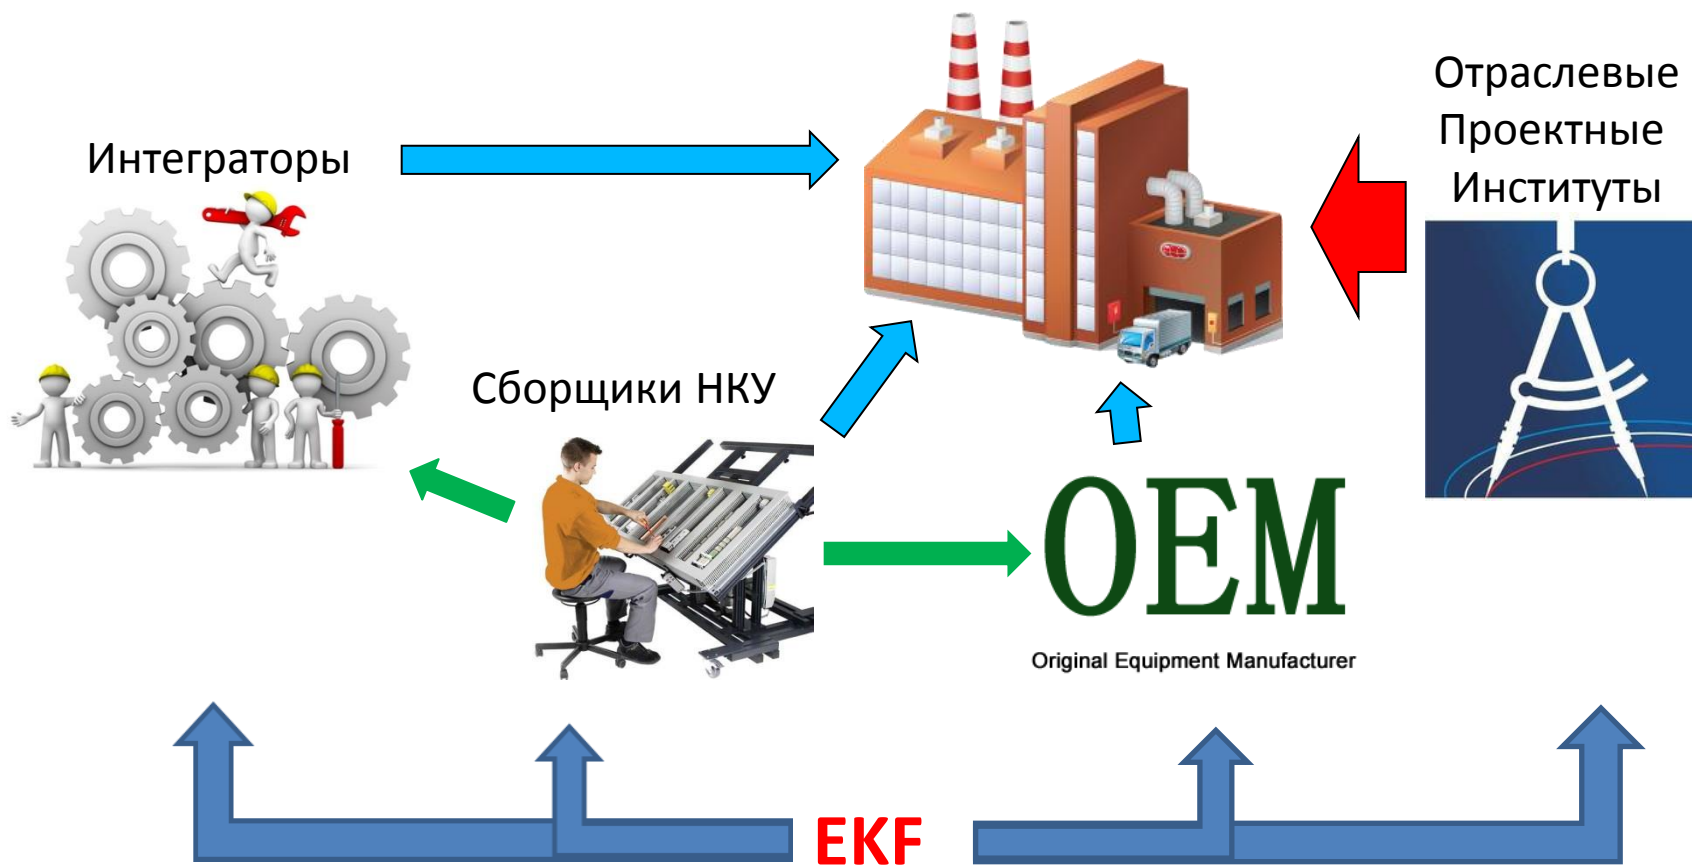 Отраслевые
Проектные
Институты
Интеграторы
Сборщики НКУ
OEM
Original Equipment Manufacturer
EKF